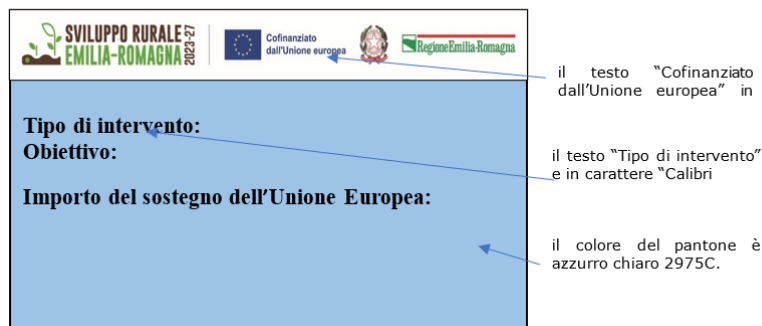 SVILUPPO RURALE
EMILIA-ROMAGNA
2023-27
Cofinanziato
dall'Unione europea
RegioneEmilia-Romagna
il testo “Cofinanziato
dall’Unione europea” in
Tipo di intervento:
Obiettivo:
il testo “Tipo di intervento”
e in carattere “Calibri
Importo del sostegno dell’Unione Europea:
il colore del pantone è
azzurro chiaro 2975C.